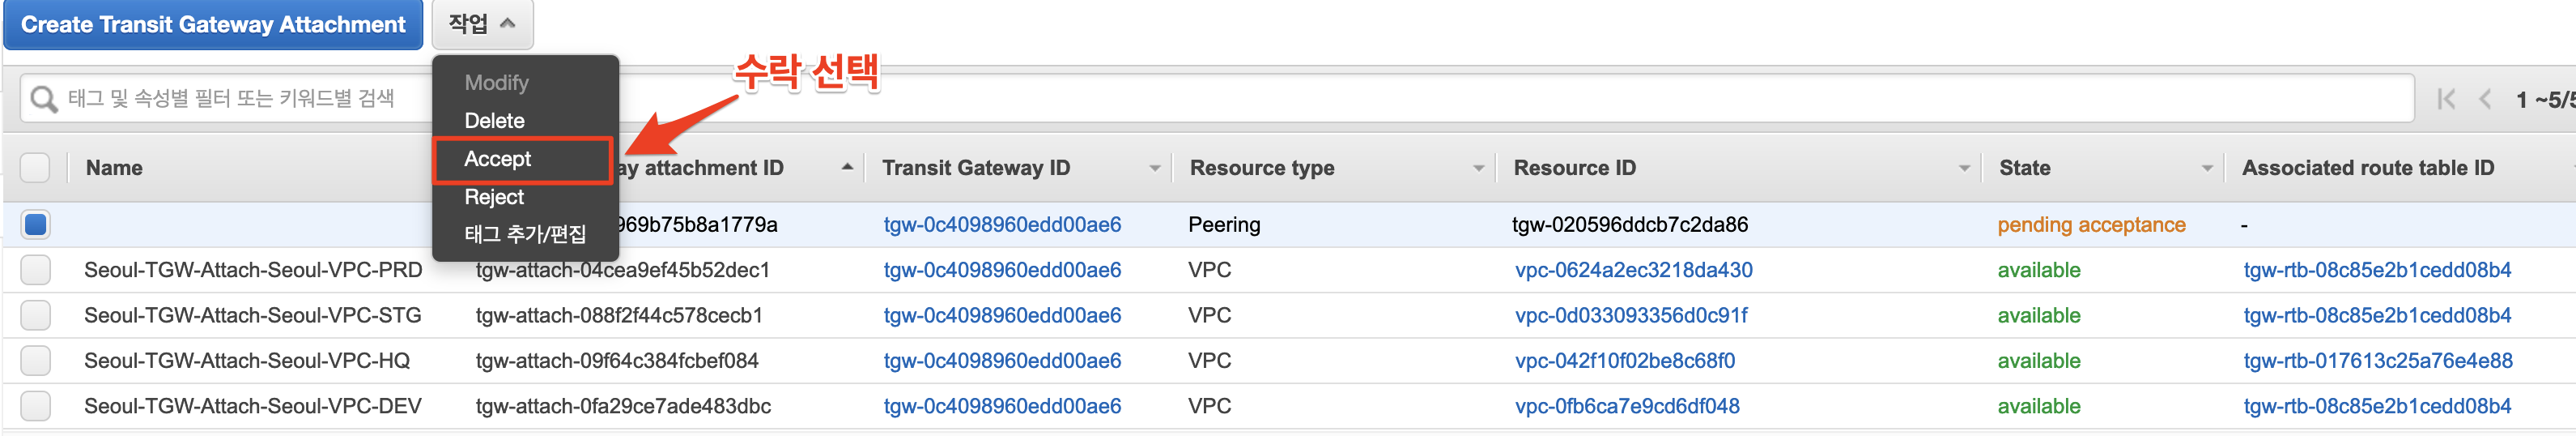 Create Transit Gateway Attachment 작업
Modify
수락 선택
태그 및 속성별 필터 또는 키워드별 검색
1 ~5/5
Delete
Accept
Name ay attachment ID Transit Gateway ID Resource type Resource ID State Associated route table ID
Reject
969b75b8a1779a tgw-0c4098960edd00ae6 Peering tgw-020596ddcb7c2da86 pending acceptance -
태그 추가/편집
Seoul-TGW-Attach-Seoul-VPC-PRD tgw-attach-04cea9ef45b52dec1 tgw-0c4098960edd00ae6 VPC vpc-0624a2ec3218da430 available tgw-rtb-08c85e2b1cedd08b4
Seoul-TGW-Attach-Seoul-VPC-STG tgw-attach-088f2f44c578cecb1 tgw-0c4098960edd00ae6 VPC vpc-0d033093356d0c91f available tgw-rtb-08c85e2b1cedd08b4
Seoul-TGW-Attach-Seoul-VPC-HQ tgw-attach-09f64c384fcbef084 tgw-0c4098960edd00ae6 VPC vpc-042f10f02be8c68f0 available tgw-rtb-017613c25a76e4e88
Seoul-TGW-Attach-Seoul-VPC-DEV tgw-attach-0fa29ce7ade483dbc tgw-0c4098960edd00ae6 VPC vpc-0fb6ca7e9cd6df048 available tgw-rtb-08c85e2b1cedd08b4